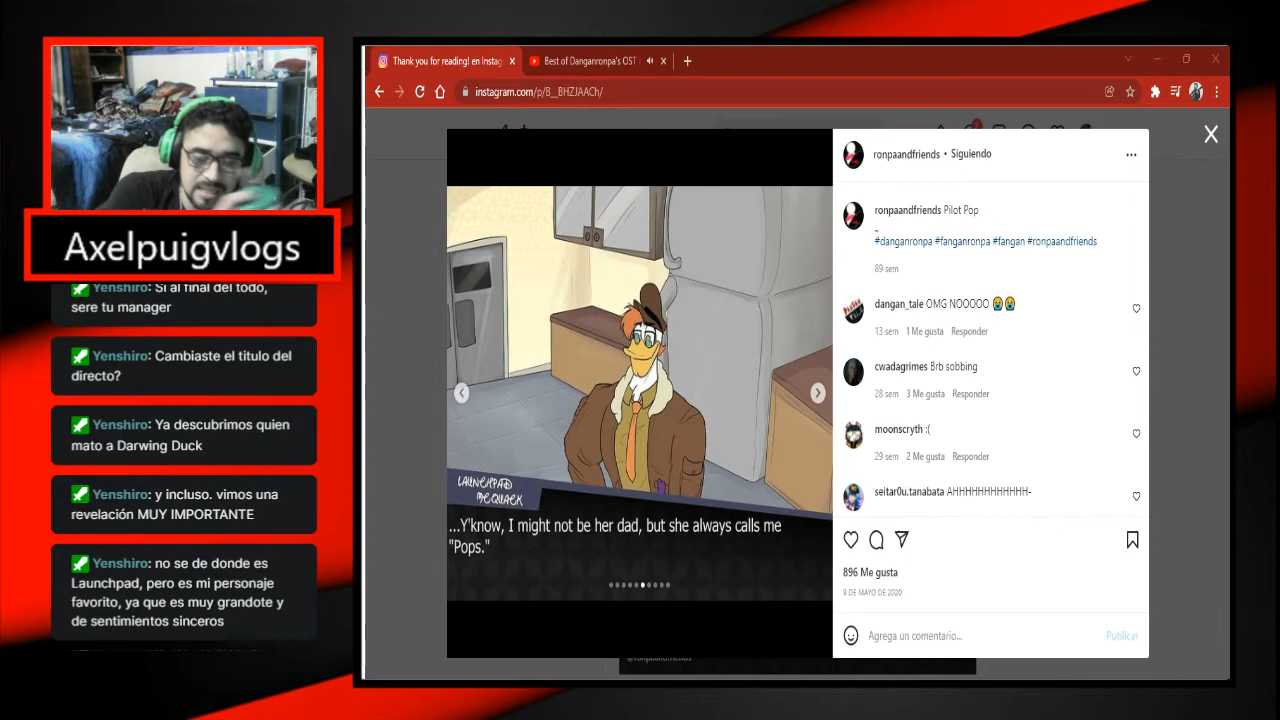 Axelpuigvlogs
Yenshiro: Si al final del todo,
sere tu manager
Yenshiro: Cambiaste el titulo del
directo?
Yenshiro: Ya descubrimos quien
mato a Darwing Duck
Yenshiro: y incluso. vimos una
revelación MUY IMPORTANTE
Yenshiro: no se de donde es
Launchpad, pero es mi personaje
favorito, ya que es muy grandote y
de sentimientos sinceros
Thank you for reading! en Instag
Best of Danganronpa's OST
instagram.com/p/B__BHZJAACh/
LAUNCHPAD
MCQUACK
...Y'know, I might not be her dad, but she always calls me
"Pops."
ronpaandfriends • Siguiendo
ronpaandfriends Pilot Pop
_
#danganronpa #fanganronpa #fangan #ronpaandfriends
89 sem
dangan_tale OMG NOOOOO 😭😭
13 sem 1 Me gusta Responder
cwadagrimes Brb sobbing
28 sem 3 Me gusta Responder
moonscryth :(
29 sem 2 Me gusta Responder
seitar0u.tanabata AHHHHHHHHHHHH-
896 Me gusta
9 DE MAYO DE 2020
Agrega un comentario...
Publicar
@ronpaandfriends